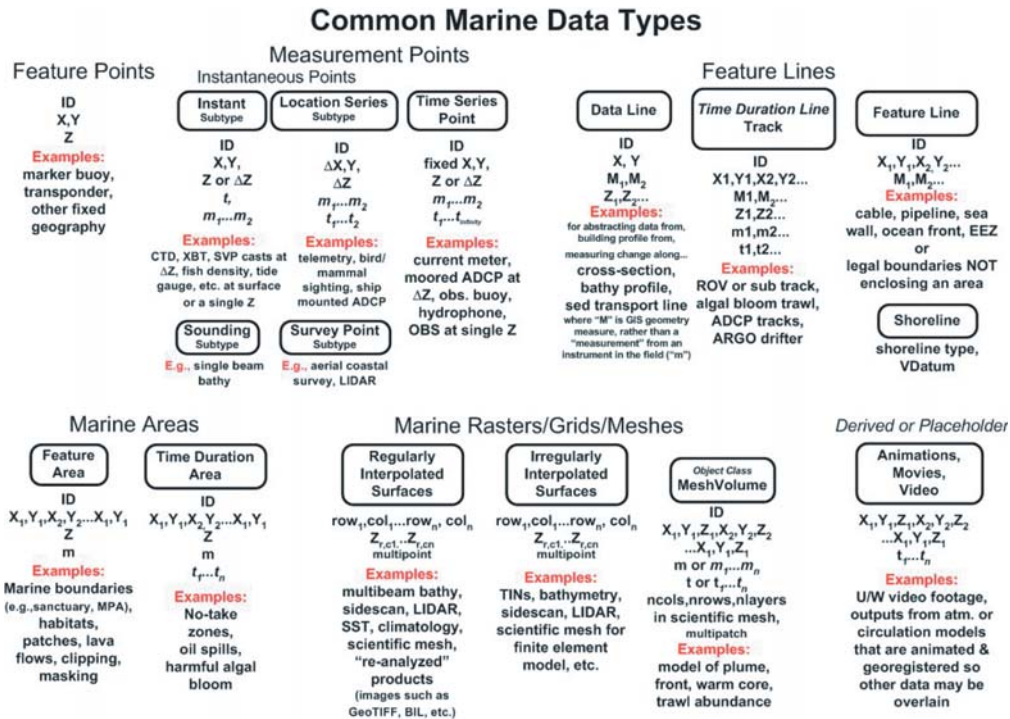 Common Marine Data Types
Feature Points
ID
X,Y
Z
Examples:
marker buoy,
transponder,
other fixed
geography
Measurement Points
Instantaneous Points
Instant
Subtype
ID
X,Y,
Z or ΔZ
t,
m₁...m₂
Examples:
CTD, XBT, SVP casts at
ΔZ, fish density, tide
gauge, etc. at surface
or a single Z
Sounding
Subtype
E.g., single beam
bathy
Location Series
Subtype
ID
ΔX,Y,
ΔZ
m₁...m₂
t₁...t₂
Examples:
telemetry, bird/
mammal
sighting, ship
mounted ADCP
Survey Point
Subtype
E.g., aerial coastal
survey, LIDAR
Time Series
Point
ID
fixed X,Y,
Z or ΔZ
m₁...m₂
t₁...t infinity
Examples:
current meter,
moored ADCP at
ΔZ, obs. buoy,
hydrophone,
OBS at single Z
Feature Lines
Data Line
ID
X, Y
M₁,M₂
Z₁,Z₂...
Examples:
for abstracting data from,
building profile from,
measuring change along...
cross-section,
bathy profile,
sed transport line
where "M" is GIS geometry
measure, rather than a
"measurement" from an
instrument in the field ("m")
Time Duration Line
Track
ID
X1,Y1,X2,Y2...
M1,M₂...
Z1,Z2...
m1,m2...
t1,t2...
Examples:
ROV or sub track,
algal bloom trawl,
ADCP tracks,
ARGO drifter
Feature Line
ID
X₁,Y₁,X₂,Y₂...
M₁,M₂...
Examples:
cable, pipeline, sea
wall, ocean front, EEZ
or
legal boundaries NOT
enclosing an area
Shoreline
shoreline type,
VDatum
Marine Areas
Feature
Area
ID
X₁,Y₁,X₂,Y₂...X₁,Y₁
Z
m
Examples:
Marine boundaries
(e.g.,sanctuary, MPA),
habitats,
patches, lava
flows, clipping,
masking
Time Duration
Area
ID
X₁,Y₁,X₂,Y₂...X₁,Y₁
Z
m
t₁...tₙ
Examples:
No-take
zones,
oil spills,
harmful algal
bloom
Marine Rasters/Grids/Meshes
Regularly
Interpolated
Surfaces
row₁,col₁...rowₙ, colₙ
Zr,c1...Zr,cn
multipoint
Examples:
multibeam bathy,
sidescan, LIDAR,
SST, climatology,
scientific mesh,
"re-analyzed"
products
(images such as
GeoTIFF, BIL, etc.)
Irregularly
Interpolated
Surfaces
row₁,col₁...rowₙ, colₙ
Zr,c1...Zr,cn
multipoint
Examples:
TINs, bathymetry,
sidescan, LIDAR,
scientific mesh for
finite element
model, etc.
Object Class
MeshVolume
ID
X₁,Y₁,Z₁,X₂,Y₂,Z₂
...X₁,Y₁,Z₁
m or m₁...mₙ
t or t₁...tₙ
ncols,nrows,nlayers
in scientific mesh,
multipatch
Examples:
model of plume,
front, warm core,
trawl abundance
Derived or Placeholder
Animations,
Movies,
Video
X₁,Y₁,Z₁,X₂,Y₂,Z₂
...X₁,Y₁,Z₁
t₁...tₙ
Examples:
U/W video footage,
outputs from atm. or
circulation models
that are animated &
georegistered so
other data may be
overlain